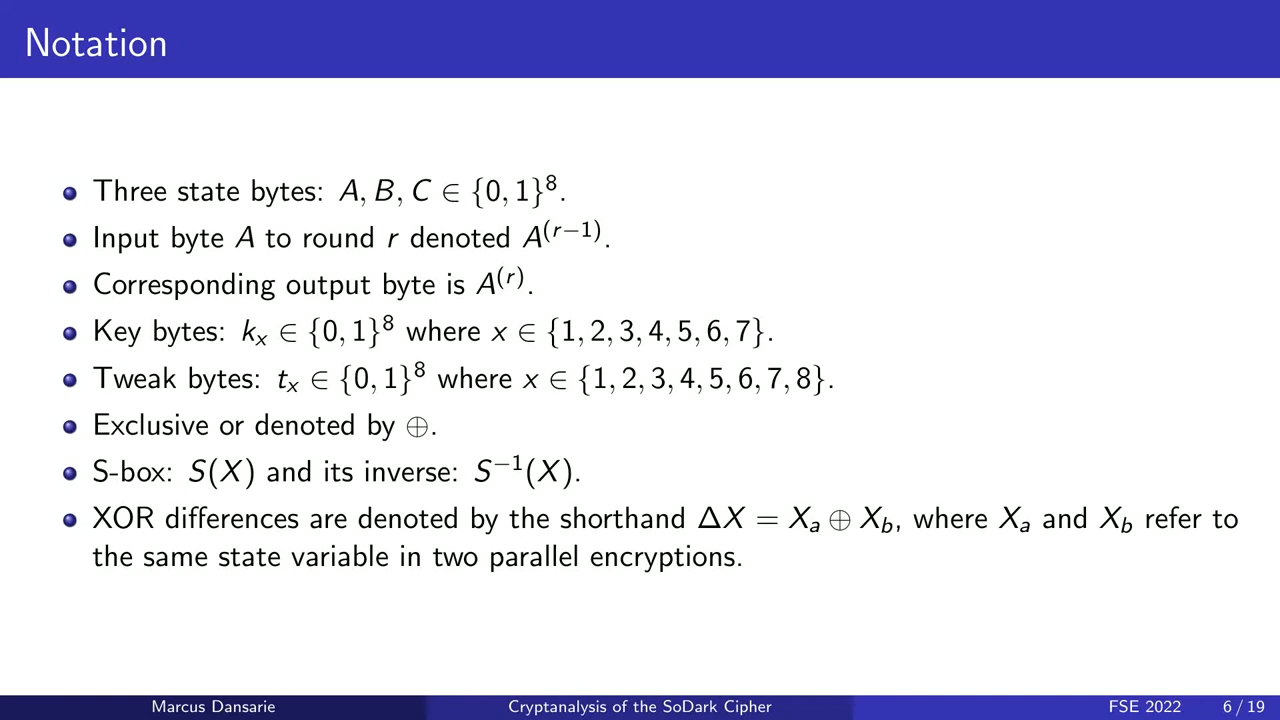 Notation
Three state bytes: A, B, C ∈ {0, 1}⁸.
Input byte A to round r denoted A⁽ʳ⁻¹⁾.
Corresponding output byte is A⁽ʳ⁾.
Key bytes: kₓ ∈ {0, 1}⁸ where x ∈ {1, 2, 3, 4, 5, 6, 7}.
Tweak bytes: tₓ ∈ {0, 1}⁸ where x ∈ {1, 2, 3, 4, 5, 6, 7, 8}.
Exclusive or denoted by ⊕.
S-box: S(X) and its inverse: S⁻¹(X).
XOR differences are denoted by the shorthand ΔX = X_a ⊕ X_b, where X_a and X_b refer to
the same state variable in two parallel encryptions.
Marcus Dansarie Cryptanalysis of the SoDark Cipher FSE 2022 6 / 19